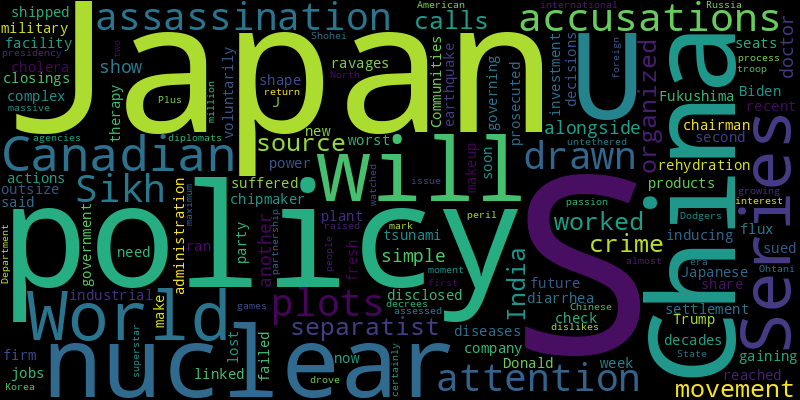 Japan
U
S
policy
China
nuclear
will
World
Series
Canadian
Sikh
assassination
accusations
attention
plots
drawn
crime
movement
source
separatist
organized
India
worked
alongside
calls
simple
another
shipped
military
facility
cholera
closings
complex
show
therapy
actions
outsize
said
government
industrial
firm
jobs
Korea
Department
linked
lost
failed
now
make
administration
ran
party
need
maximum
superstar
drove
games
decrees
assessed
certainly
week
company
Donald
check
diseases
disclosed
partnership
people
raised
mark
peril
moment
first
watched
issue
fresh
tsunami
plant
power
chipmaker
suffered
worst
new
shape
J
return
Plus
million
diplomats
agencies
massive
two
presidency
voluntarily
ravages
Shohei
North
American
international
Russia
process
troop
seats
doctor
Biden
Fukushima
chairman
recent
second
rehydration
products
makeup
soon
Communities
earthquake
governing
prosecuted
investment
decisions
foreign
untethered
passion
Dodgers
era
Ohtani
growing
interest
flux
inducing
sued
Japanese
share
settlement
Trump
decades
gaining
reached
State
almost
Chinese
dislikes
future
diarrhea